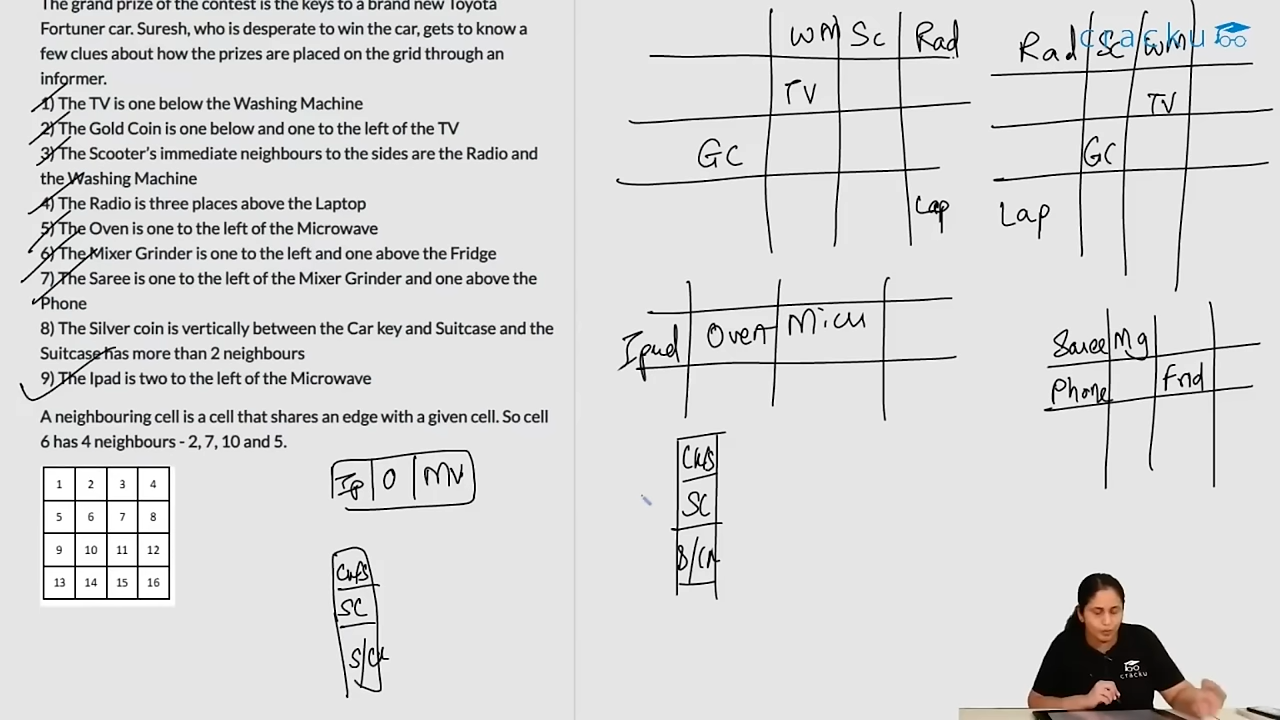 The grand prize of the contest is the keys to a brand new Toyota
Fortuner car. Suresh, who is desperate to win the car, gets to know a
few clues about how the prizes are placed on the grid through an
informer.
1) The TV is one below the Washing Machine
2) The Gold Coin is one below and one to the left of the TV
3) The Scooter's immediate neighbours to the sides are the Radio and
the Washing Machine
4) The Radio is three places above the Laptop
5) The Oven is one to the left of the Microwave
6) The Mixer Grinder is one to the left and one above the Fridge
7) The Saree is one to the left of the Mixer Grinder and one above the
Phone
8) The Silver coin is vertically between the Car key and Suitcase and the
Suitcase has more than 2 neighbours
9) The Ipad is two to the left of the Microwave
A neighbouring cell is a cell that shares an edge with a given cell. So cell
6 has 4 neighbours - 2, 7, 10 and 5.
1 2 3 4
5 6 7 8
9 10 11 12
13 14 15 16
Ip O MV
SC
WM Sc Rad
TV
GC
Lap
Rad Sc WM
TV
GC
Lap
cracku
Ipad Oven Micu
SC
Saree Mg
Phone
cracku